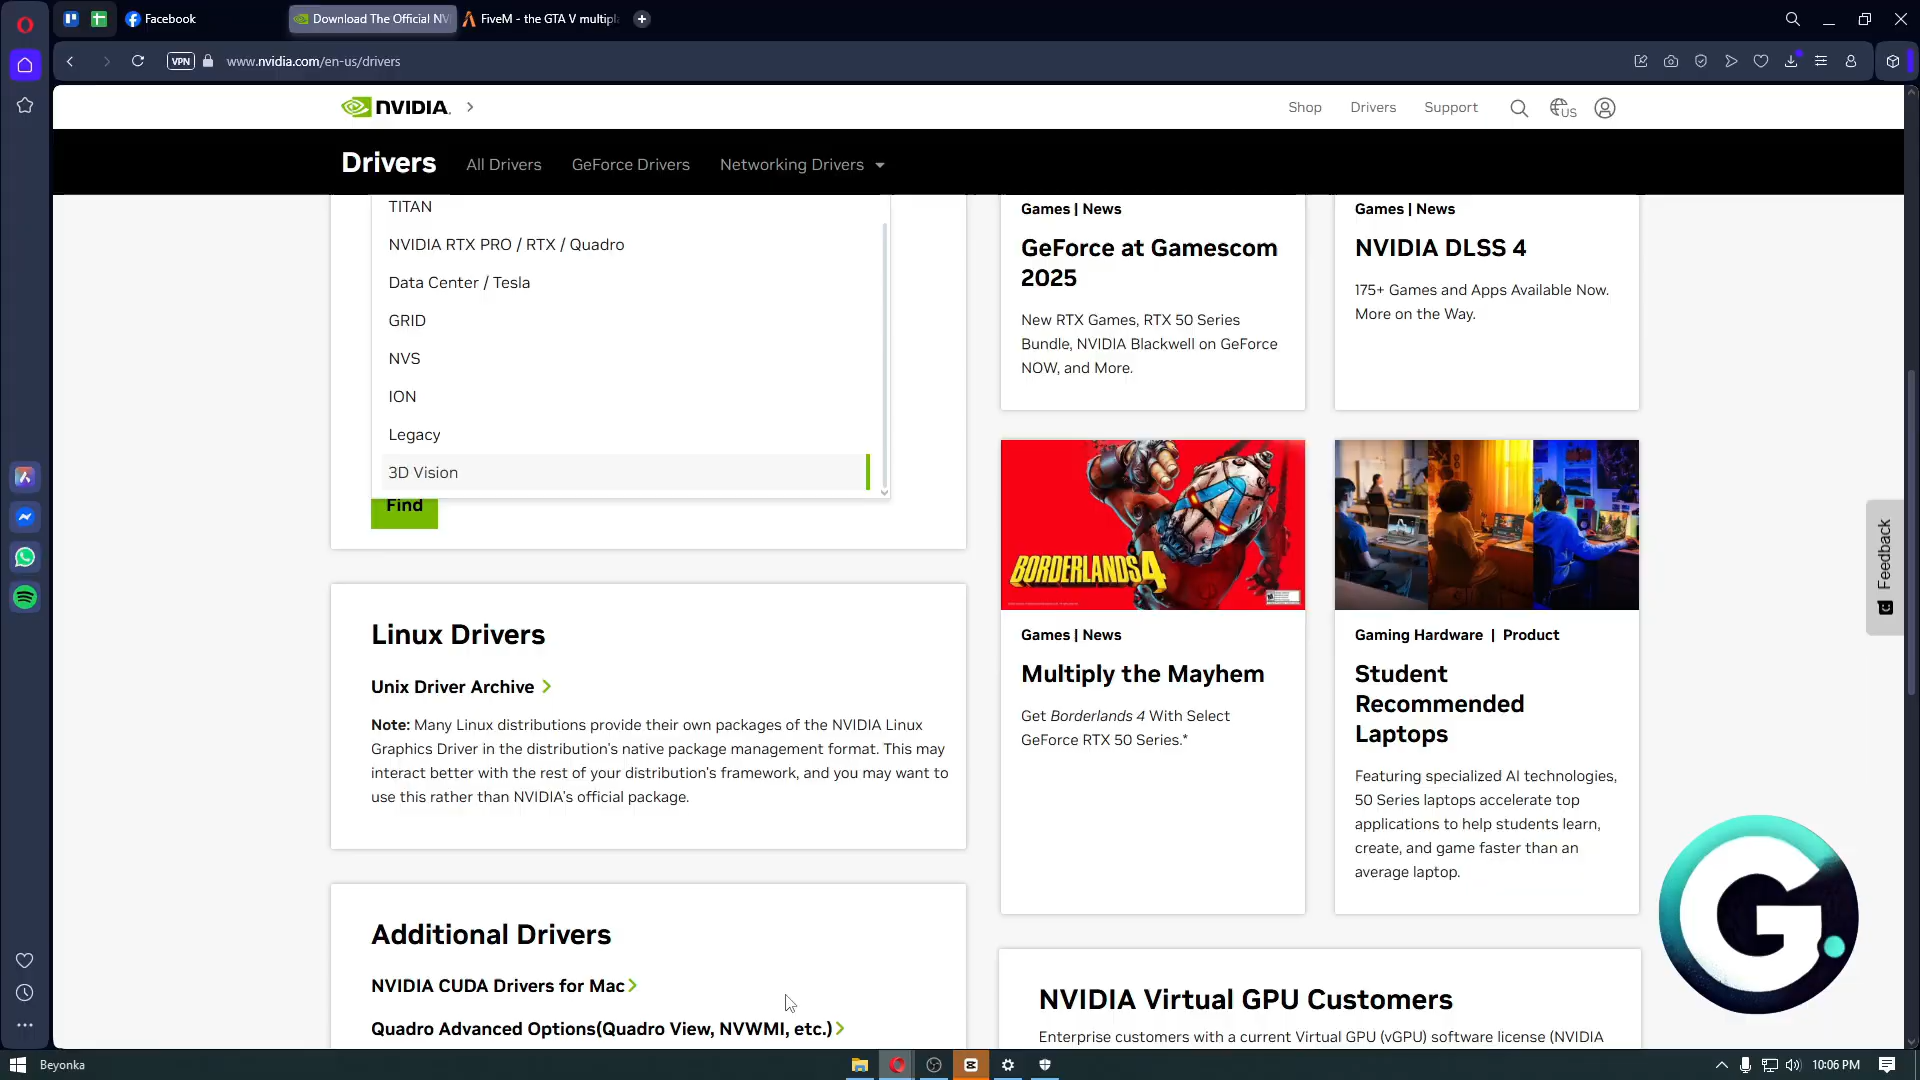 Facebook
Download The Official NV
FiveM - the GTA V multipl
VPN
www.nvidia.com/en-us/drivers
NVIDIA.
Shop
Drivers
Support
US
Drivers
All Drivers
GeForce Drivers
Networking Drivers
TITAN
NVIDIA RTX PRO / RTX / Quadro
Data Center / Tesla
GRID
NVS
ION
Legacy
3D Vision
Find
Linux Drivers
Unix Driver Archive
Note: Many Linux distributions provide their own packages of the NVIDIA Linux
Graphics Driver in the distribution's native package management format. This may
interact better with the rest of your distribution's framework, and you may want to
use this rather than NVIDIA's official package.
Additional Drivers
NVIDIA CUDA Drivers for Mac
Quadro Advanced Options(Quadro View, NVWMI, etc.)
Games | News
GeForce at Gamescom
2025
New RTX Games, RTX 50 Series
Bundle, NVIDIA Blackwell on GeForce
NOW, and More.
Games | News
NVIDIA DLSS 4
175+ Games and Apps Available Now.
More on the Way.
BORDERLANDS 4
Games | News
Multiply the Mayhem
Get Borderlands 4 With Select
GeForce RTX 50 Series.*
Gaming Hardware | Product
Student
Recommended
Laptops
Featuring specialized AI technologies,
50 Series laptops accelerate top
applications to help students learn,
create, and game faster than an
average laptop.
NVIDIA Virtual GPU Customers
Enterprise customers with a current Virtual GPU (vGPU) software license (NVIDIA
Feedback
G
Beyonka
10:06 PM